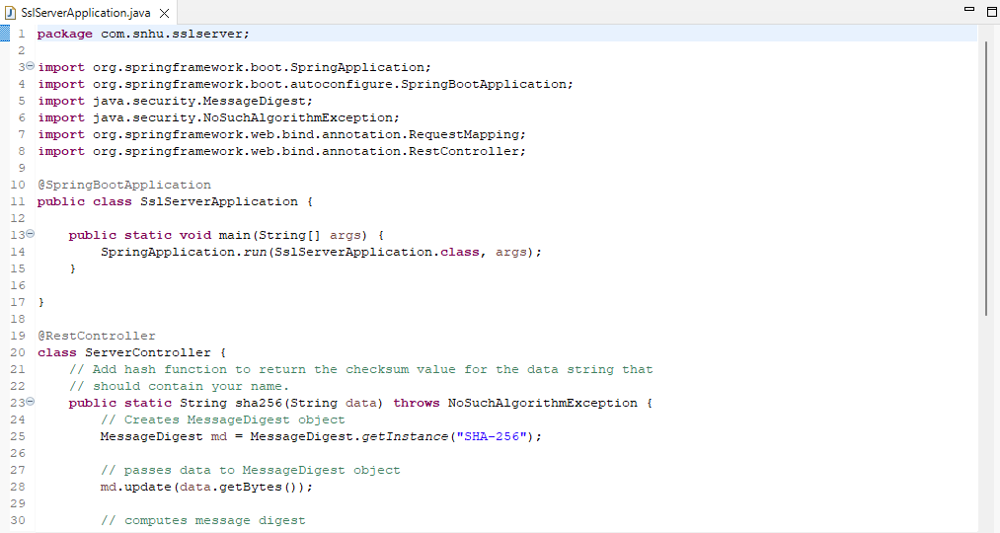 SslServerApplication.java
1 package com.snhu.sslserver;
2
3 import org.springframework.boot.SpringApplication;
4 import org.springframework.boot.autoconfigure.SpringBootApplication;
5 import java.security.MessageDigest;
6 import java.security.NoSuchAlgorithmException;
7 import org.springframework.web.bind.annotation.RequestMapping;
8 import org.springframework.web.bind.annotation.RestController;
9
10 @SpringBootApplication
11 public class SslServerApplication {
12
13     public static void main(String[] args) {
14         SpringApplication.run(SslServerApplication.class, args);
15     }
16
17 }
18
19 @RestController
20 class ServerController {
21     // Add hash function to return the checksum value for the data string that
22     // should contain your name.
23     public static String sha256(String data) throws NoSuchAlgorithmException {
24         // Creates MessageDigest object
25         MessageDigest md = MessageDigest.getInstance("SHA-256");
26
27         // passes data to MessageDigest object
28         md.update(data.getBytes());
29
30         // computes message digest